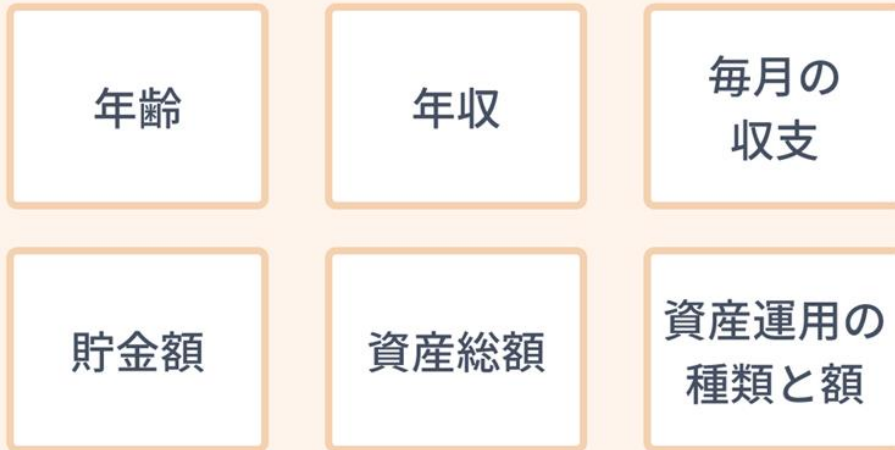 年齢
年収
毎月の
収支
貯金額
資産総額
資産運用の
種類と額